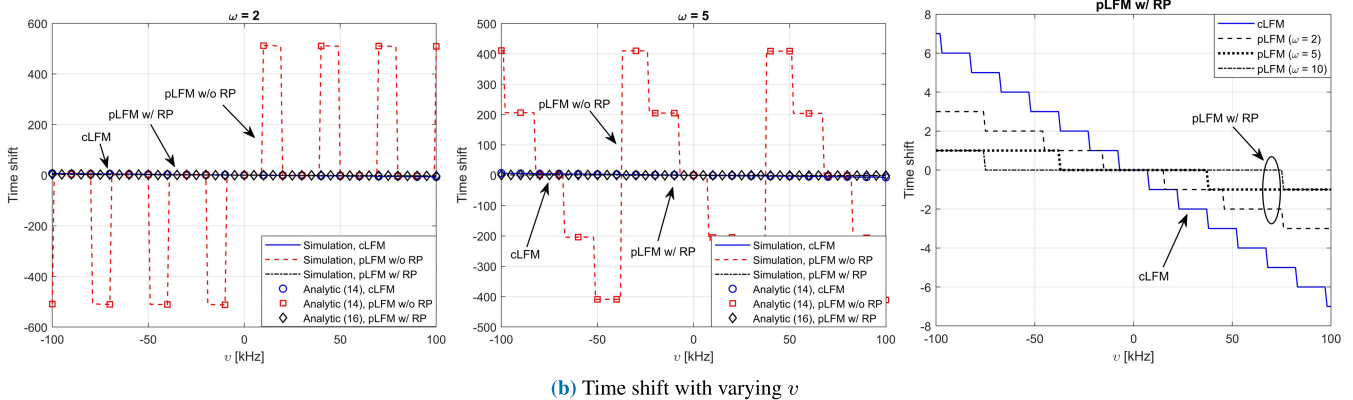 ω = 2
600
400
200
0
-200
-400
-600
Time shift
-100
-50
0
50
100
υ [kHz]
cLFM
pLFM w/ RP
pLFM w/o RP
Simulation, cLFM
Simulation, pLFM w/o RP
Simulation, pLFM w/ RP
Analytic (14), cLFM
Analytic (14), pLFM w/o RP
Analytic (16), pLFM w/ RP
ω = 5
500
400
300
200
100
0
-100
-200
-300
-400
-500
Time shift
-100
-50
0
50
100
υ [kHz]
pLFM w/o RP
cLFM
pLFM w/ RP
Simulation, cLFM
Simulation, pLFM w/o RP
Simulation, pLFM w/ RP
Analytic (14), cLFM
Analytic (14), pLFM w/o RP
Analytic (16), pLFM w/ RP
pLFM w/ RP
8
6
4
2
0
-2
-4
-6
-8
Time shift
-100
-50
0
50
100
υ [kHz]
cLFM
pLFM (ω = 2)
pLFM (ω = 5)
pLFM (ω = 10)
pLFM w/ RP
cLFM
(b) Time shift with varying υ